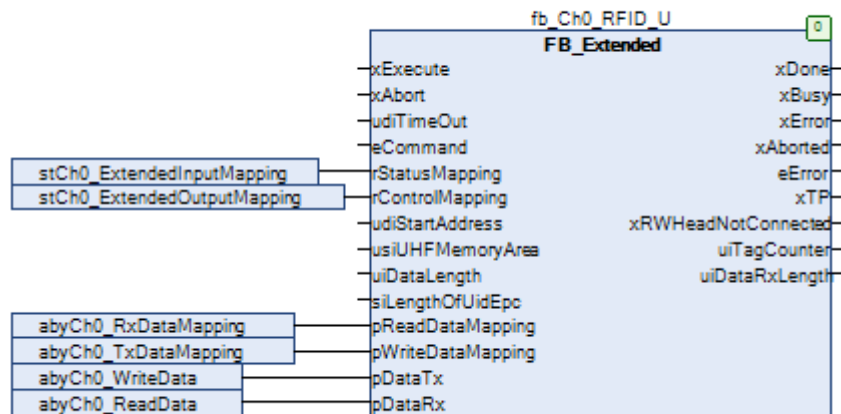 fb_Ch0_RFID_U
0
FB_Extended
xExecute xDone
xAbort xBusy
udiTimeOut xError
eCommand xAborted
stCh0_ExtendedInputMapping rStatusMapping eError
stCh0_ExtendedOutputMapping rControlMapping xTP
udiStartAddress xRWHeadNotConnected
usiUHFMemoryArea uiTagCounter
uiDataLength uiDataRxLength
siLengthOfUidEpc
abyCh0_RxDataMapping pReadDataMapping
abyCh0_TxDataMapping pWriteDataMapping
abyCh0_WriteData pDataTx
abyCh0_ReadData pDataRx